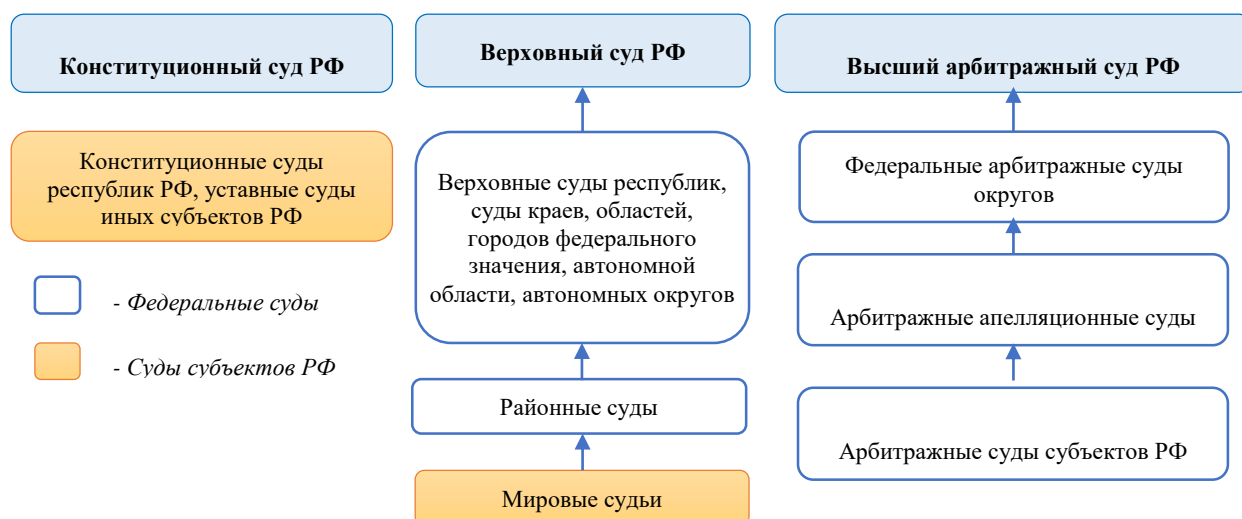 Конституционный суд РФ
Конституционные суды
республик РФ, уставные суды
иных субъектов РФ
- Федеральные суды
- Суды субъектов РФ
Верховный суд РФ
Верховные суды республик,
суды краев, областей,
городов федерального
значения, автономной
области, автономных округов
Районные суды
Мировые судьи
Высший арбитражный суд РФ
Федеральные арбитражные суды
округов
Арбитражные апелляционные суды
Арбитражные суды субъектов РФ